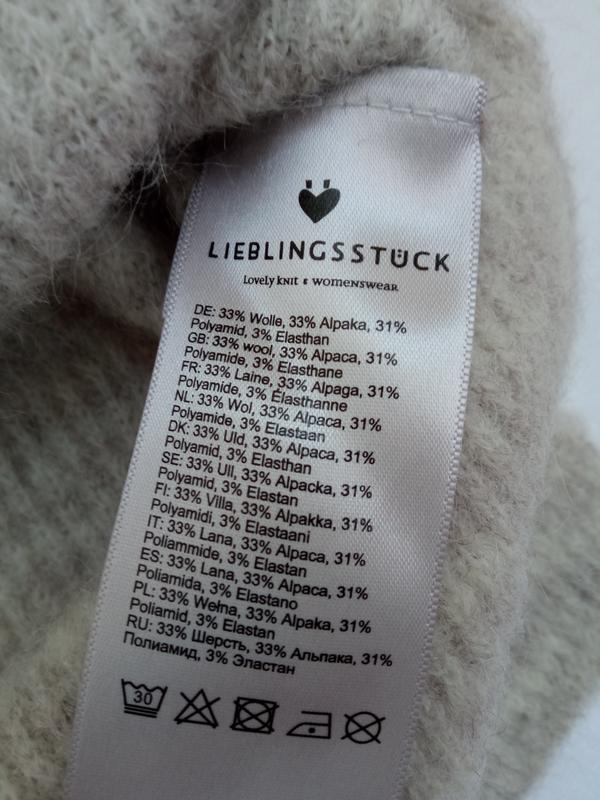 LIEBLINGSSTÜCK
Lovely knit & womenswear
DE: 33% Wolle, 33% Alpaka, 31%
Polyamid, 3% Elasthan
GB: 33% wool, 33% Alpaca, 31%
Polyamide, 3% Elasthane
FR: 33% Laine, 33% Alpaga, 31%
Polyamide, 3% Élasthanne
NL: 33% Wol, 33% Alpaca, 31%
Polyamide, 3% Elastaan
DK: 33% Uld, 33% Alpaca, 31%
Polyamid, 3% Elasthan
SE: 33% Ull, 33% Alpacka, 31%
Polyamid, 3% Elastan
FI: 33% Villa, 33% Alpakka, 31%
Polyamidi, 3% Elastaani
IT: 33% Lana, 33% Alpaca, 31%
Poliammide, 3% Elastan
ES: 33% Lana, 33% Alpaca, 31%
Poliamida, 3% Elastano
PL: 33% Wełna, 33% Alpaka, 31%
Poliamid, 3% Elastan
RU: 33% Шерсть, 33% Альпака, 31%
Полиамид, 3% Эластан
30